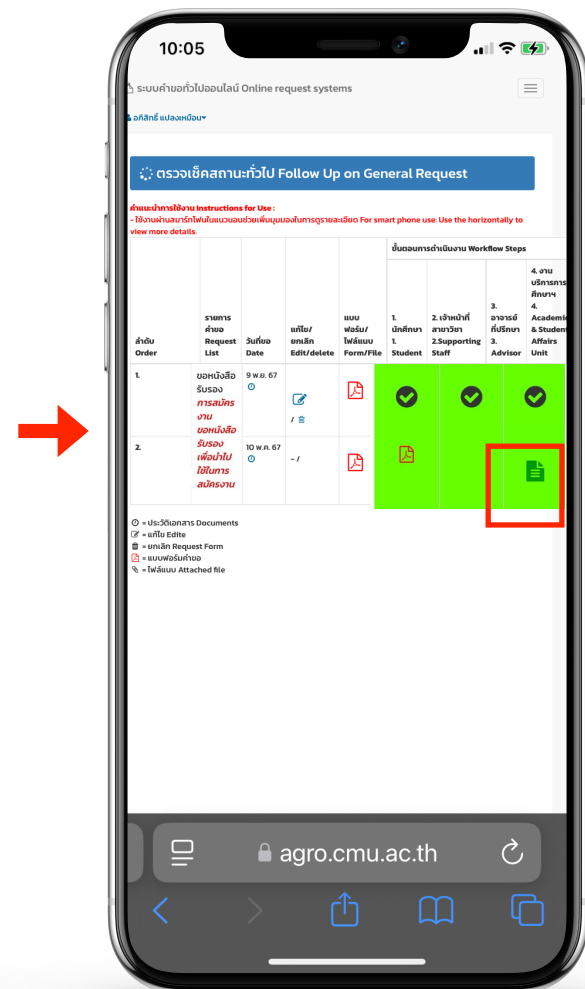 10:05
ระบบคำขอทั่วไปออนไลน์ Online request systems
อภิสิทธิ์ แปลงเหมือน
ตรวจเช็คสถานะทั่วไป Follow Up on General Request
คำแนะนำการใช้งาน Instructions for Use :
- ใช้งานผ่านสมาร์ทโฟนในแนวนอนช่วยเพิ่มมุมมองในการดูรายละเอียด For smart phone use: Use the horizontally to
view more details.
ขั้นตอนการดำเนินงาน Workflow Steps
ลำดับ
Order
รายการ
คำขอ
Request
List
วันที่ขอ
Date
แก้ไข/
ยกเลิก
Edit/delete
แบบ
ฟอร์ม/
ไฟล์แนบ
Form/File
1.
นักศึกษา
1.
Student
2. เจ้าหน้าที่
สาขาวิชา
2.Supporting
Staff
3.
อาจารย์
ที่ปรึกษา
3.
Advisor
4. งาน
บริการการ
ศึกษาฯ
4.
Academic
& Student
Affairs
Unit
1.
ขอหนังสือ
รับรอง
การสมัคร
งาน
9 พ.ย. 67
/
2.
ขอหนังสือ
รับรอง
เพื่อนำไป
ใช้ในการ
สมัครงาน
10 พ.ค. 67
- /
= ประวัติเอกสาร Documents
= แก้ไข Edite
= ยกเลิก Request Form
= แบบฟอร์มคำขอ
= ไฟล์แนบ Attached file
agro.cmu.ac.th